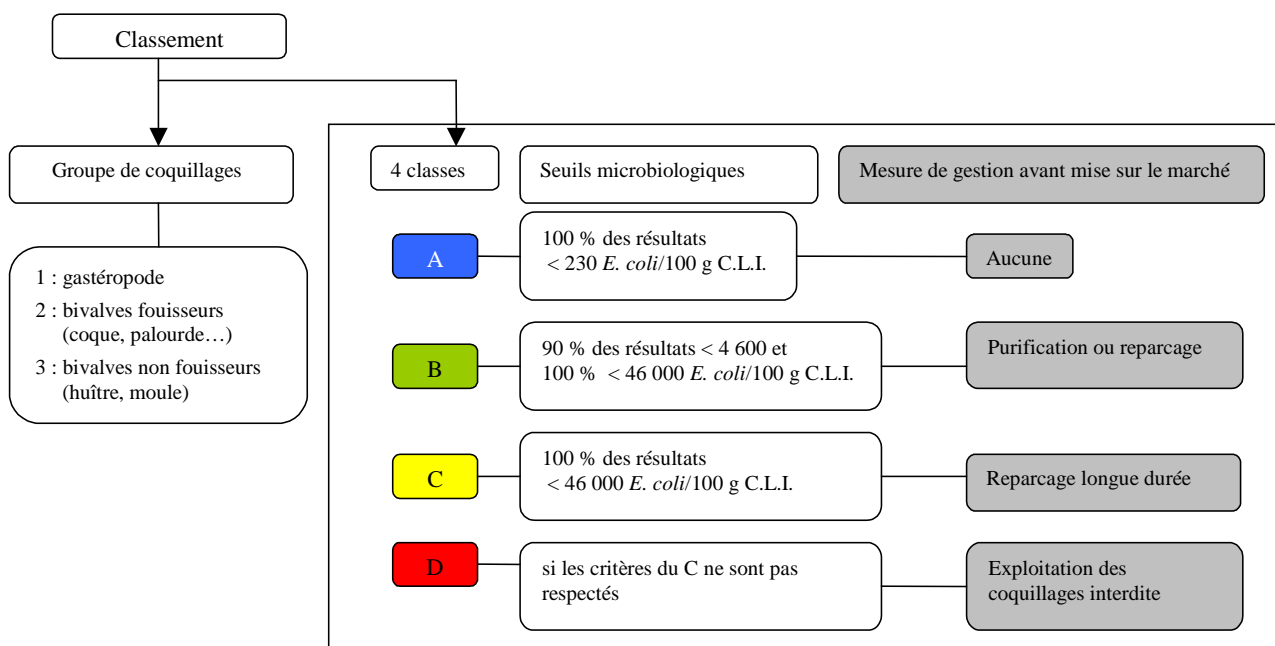 Classement
Groupe de coquillages
1 : gastéropode
2 : bivalves fouisseurs
(coque, palourde…)
3 : bivalves non fouisseurs
(huître, moule)
4 classes
Seuils microbiologiques
Mesure de gestion avant mise sur le marché
A
100 % des résultats
< 230 E. coli/100 g C.L.I.
Aucune
B
90 % des résultats < 4 600 et
100 % < 46 000 E. coli/100 g C.L.I.
Purification ou reparcage
C
100 % des résultats
< 46 000 E. coli/100 g C.L.I.
Reparcage longue durée
D
si les critères du C ne sont pas
respectés
Exploitation des
coquillages interdite